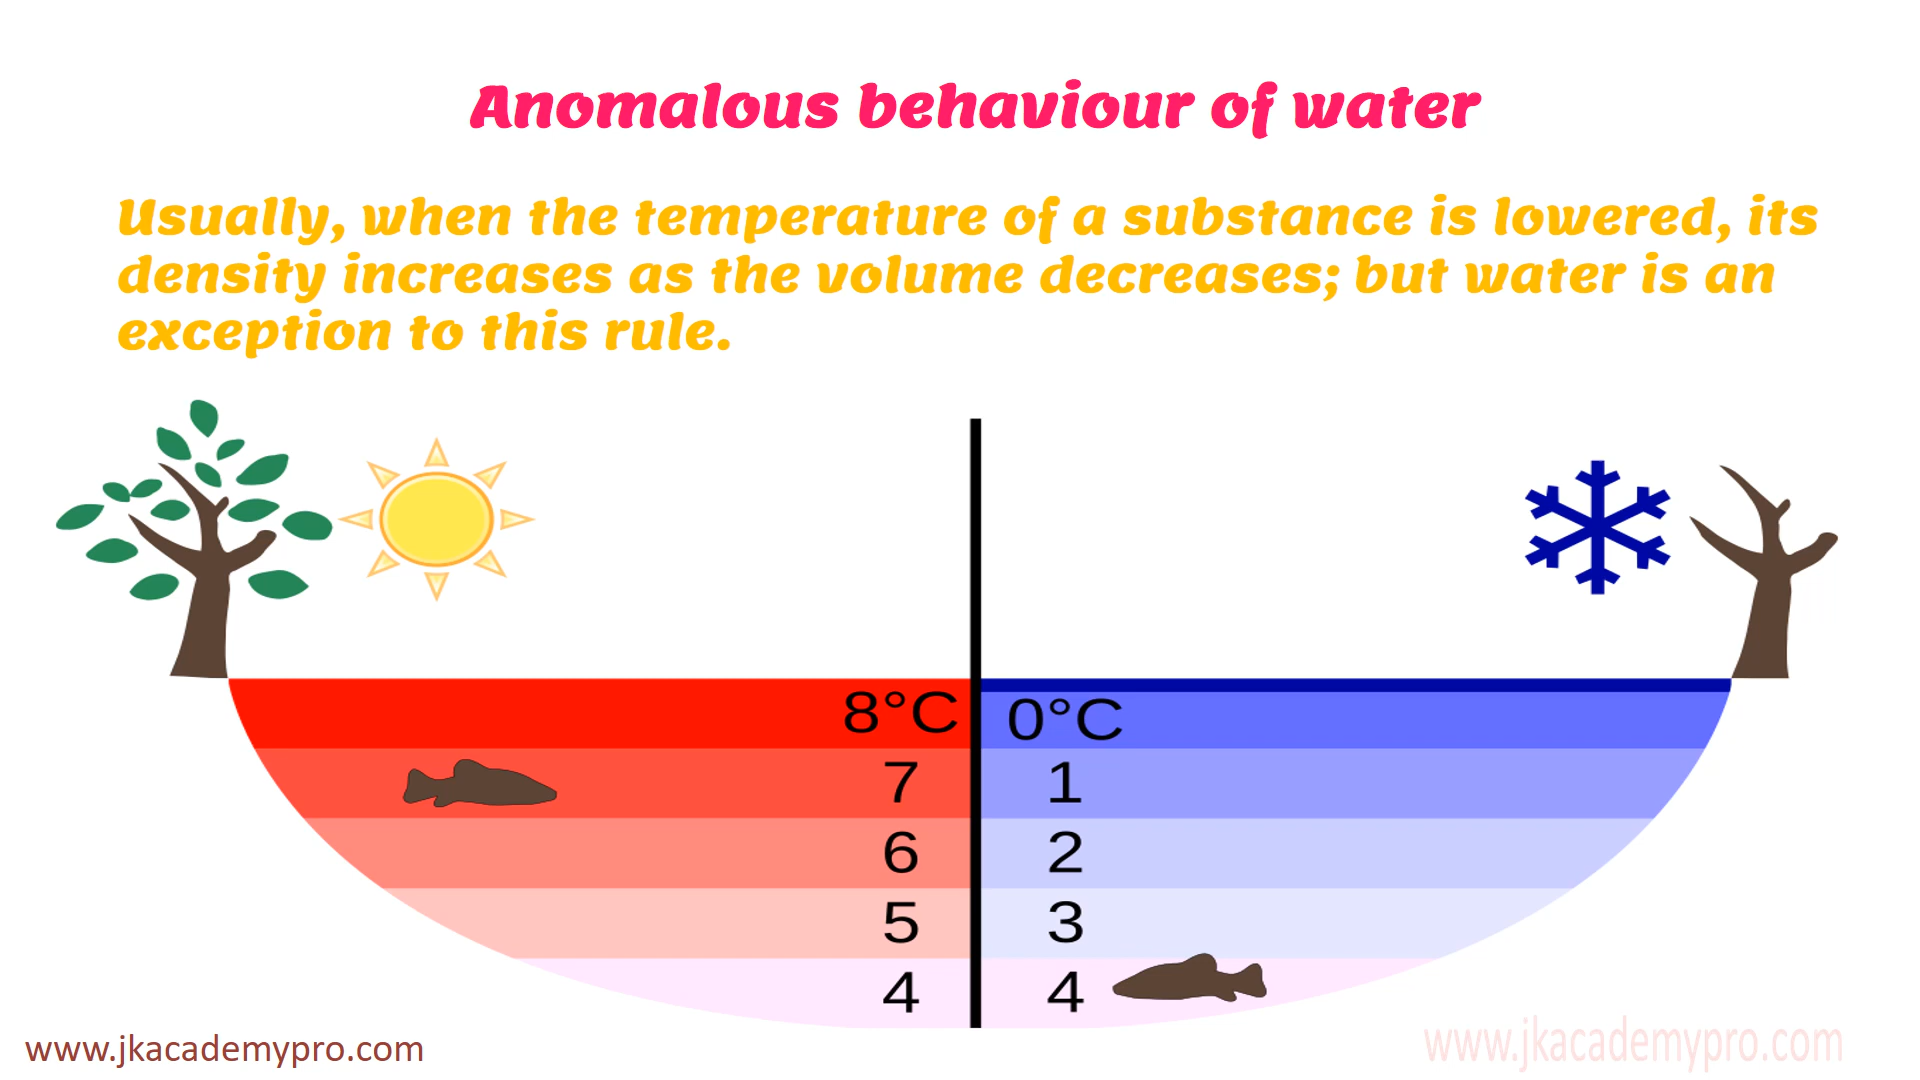 Anomalous behaviour of water
Usually, when the temperature of a substance is lowered, its
density increases as the volume decreases; but water is an
exception to this rule.
8°C 0°C
7 1
6 2
5 3
4 4
www.jkacademypro.com
www.jkacademypro.com